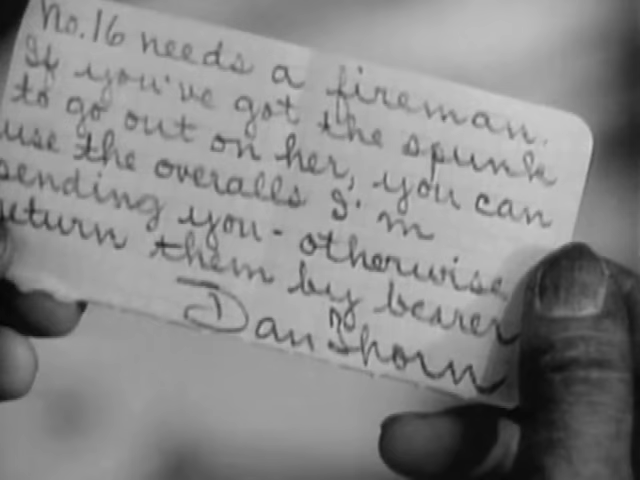 No.16 needs a fireman.
If you've got the spunk
to go out on her, you can
use the overalls I'm
sending you - otherwise
return them by bearer
Dan Thorn